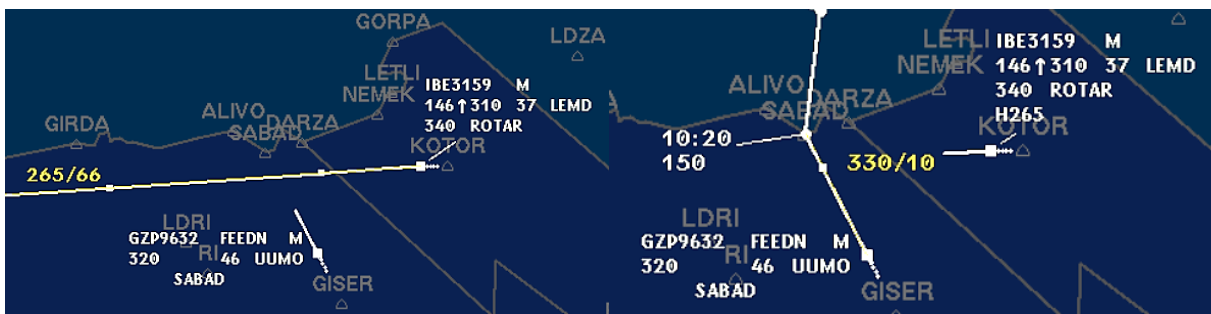 GORPA
LDZA
LETLI
NEMEK
IBE3159 M
146↑310 37 LEMD
340 ROTAR
ALIVO
DARZA
SABAD
GIRDA
KOTOR
265/66
LDRI
GZP9632 FEEDN M
RI
320 46 UUMO
SABAD
GISER
LETLI
NEMEK
IBE3159 M
146↑310 37 LEMD
340 ROTAR
H265
ALIVO
DARZA
SABAD
KOTOR
10:20
150
330/10
LDRI
GZP9632 FEEDN M
RI
320 46 UUMO
SABAD
GISER